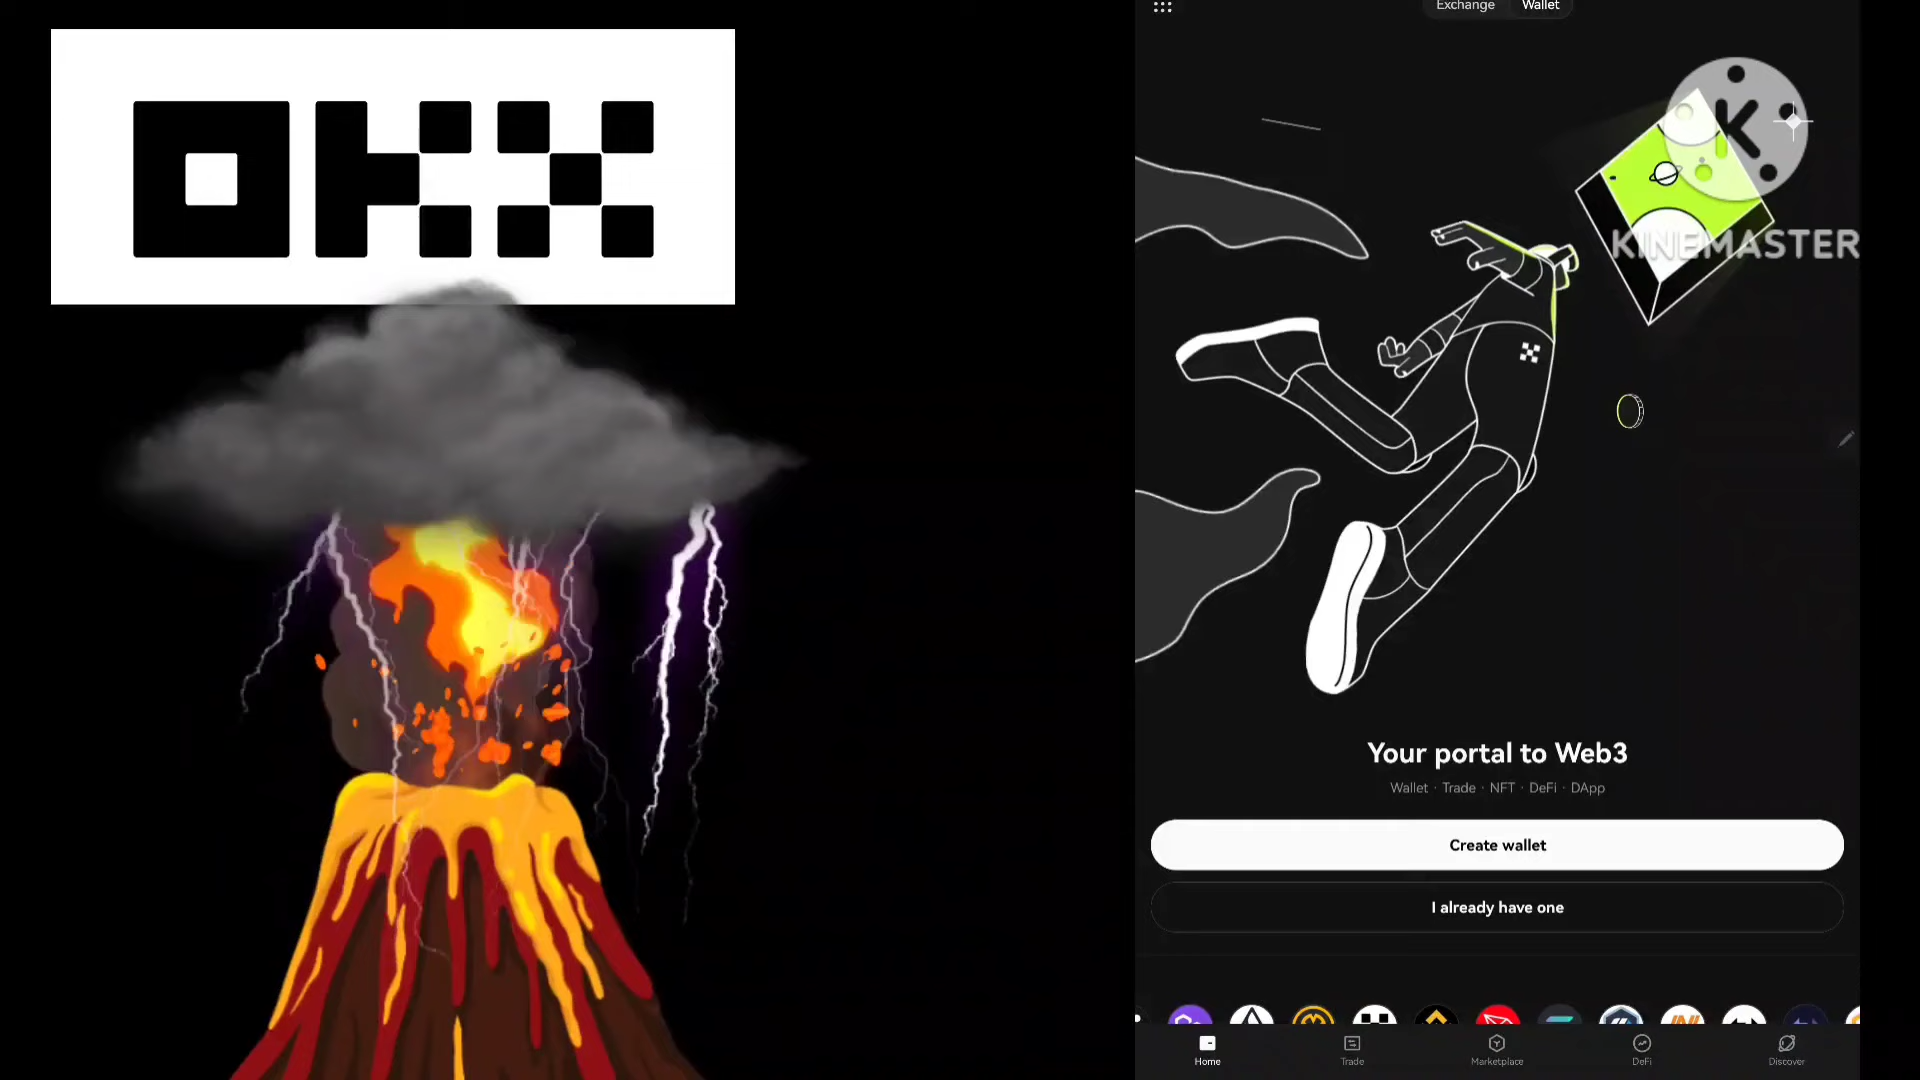 OKX
Exchange Wallet
K
KINEMASTER
Your portal to Web3
Wallet · Trade · NFT · DeFi · DApp
Create wallet
I already have one
Home Trade Marketplace DeFi Discover